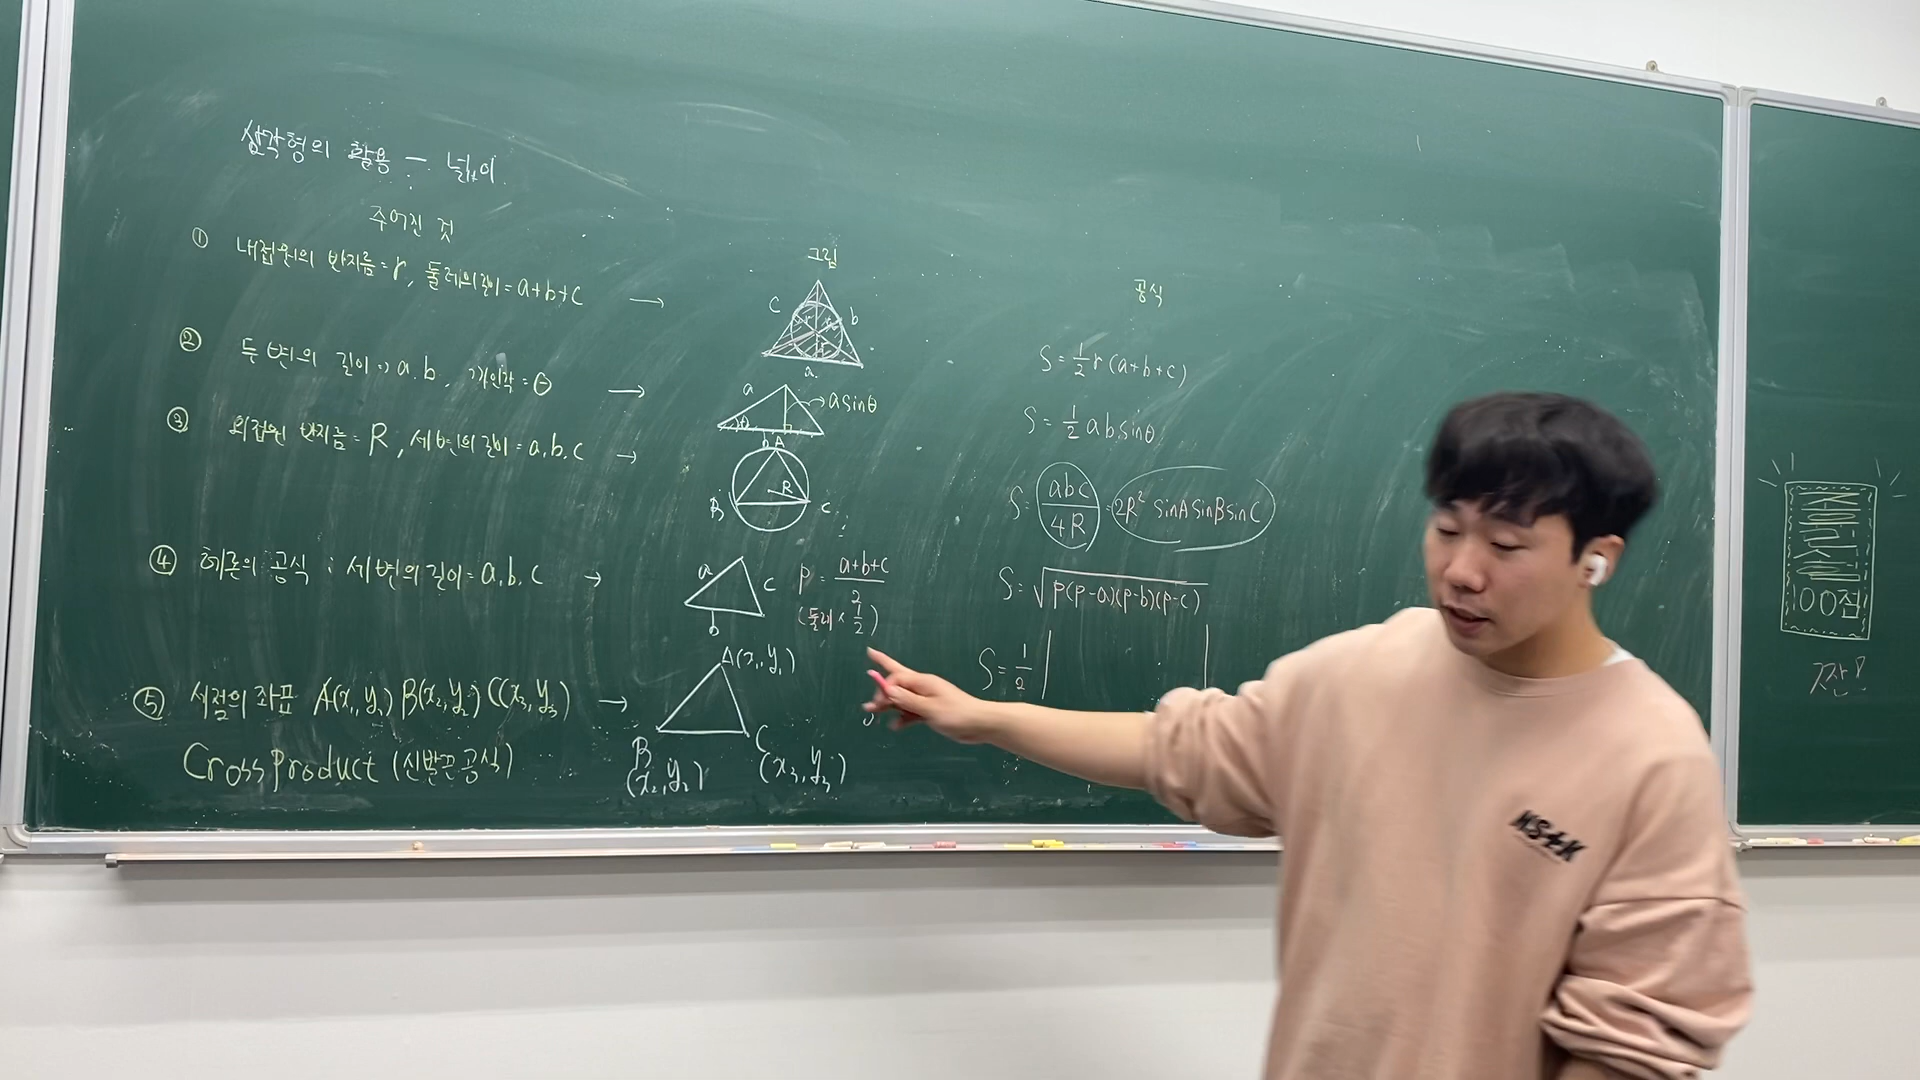 삼각형의 활용 - 넓이
주어진 것
그림
공식
① 내접원의 반지름=r, 둘레의길이=a+b+c →
c b
r r
r
a
S=1/2 r(a+b+c)
② 두 변의 길이 => a.b, 끼인각=θ →
a → a sinθ
θ
b
S=1/2 ab sinθ
③ 외접원 반지름=R, 세변의길이=a.b.c →
A
R
B C
S= abc/4R = 2R² sinA sinB sinC
④ 헤론의 공식 : 세변의길이=a.b.c →
a c
b
P = a+b+c/2
(둘레×1/2)
S=√P(P-a)(P-b)(P-c)
⑤ 세점의 좌표 A(x₁,y₁) B(x₂,y₂) C(x₃,y₃) →
Cross Product (신발끈 공식)
A(x₁,y₁)
B
(x₂,y₂)
C
(x₃,y₃)
S=1/2 | |
100점
짠!